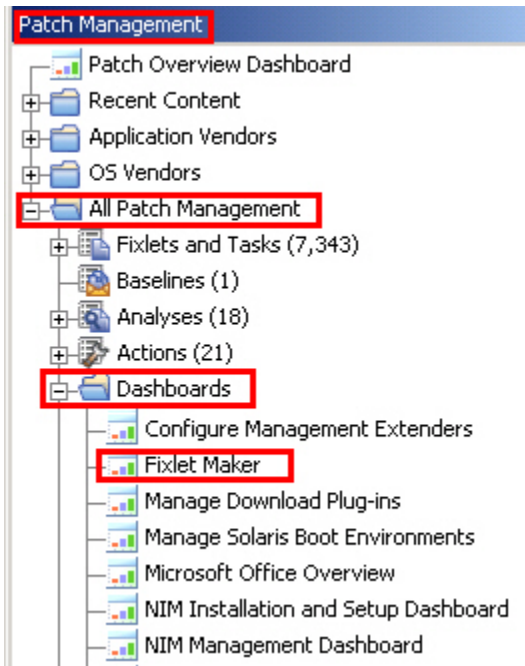 Patch Management
Patch Overview Dashboard
Recent Content
Application Vendors
OS Vendors
All Patch Management
Fixlets and Tasks (7,343)
Baselines (1)
Analyses (18)
Actions (21)
Dashboards
Configure Management Extenders
Fixlet Maker
Manage Download Plug-ins
Manage Solaris Boot Environments
Microsoft Office Overview
NIM Installation and Setup Dashboard
NIM Management Dashboard